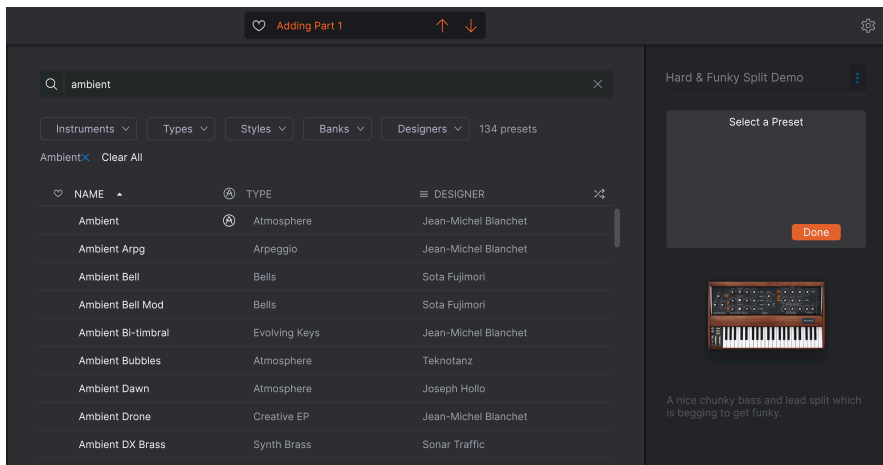 Adding Part 1
ambient
Instruments Types Styles Banks Designers 134 presets
Ambient Clear All
NAME TYPE DESIGNER
Ambient Atmosphere Jean-Michel Blanchet
Ambient Arpg Arpeggio Jean-Michel Blanchet
Ambient Bell Bells Sota Fujimori
Ambient Bell Mod Bells Sota Fujimori
Ambient Bi-timbral Evolving Keys Jean-Michel Blanchet
Ambient Bubbles Atmosphere Teknotanz
Ambient Dawn Atmosphere Joseph Hollo
Ambient Drone Creative EP Jean-Michel Blanchet
Ambient DX Brass Synth Brass Sonar Traffic
Hard & Funky Split Demo
Select a Preset
Done
A nice chunky bass and lead split which
is begging to get funky.